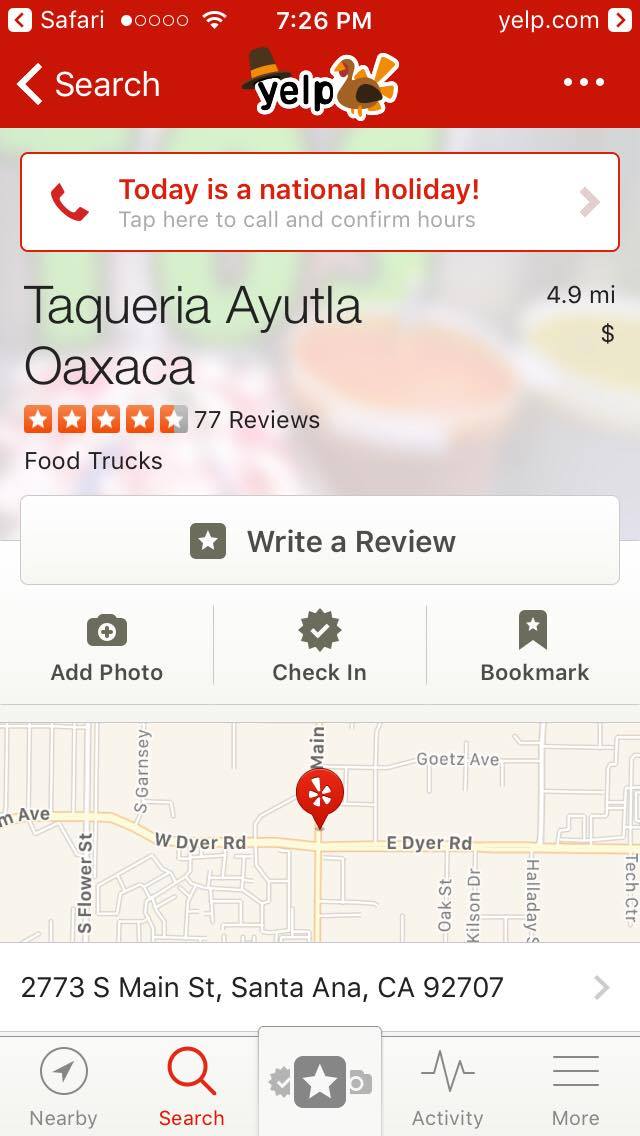 Safari 7:26 PM yelp.com
Search yelp
Today is a national holiday!
Tap here to call and confirm hours
Taqueria Ayutla
Oaxaca
4.9 mi
$
77 Reviews
Food Trucks
Write a Review
Add Photo Check In Bookmark
S Garnsey
Main
Goetz Ave
m Ave
W Dyer Rd
E Dyer Rd
S Flower St
Oak St
Kilson Dr
Halladay S
Tech Ctr
2773 S Main St, Santa Ana, CA 92707
Nearby Search Activity More